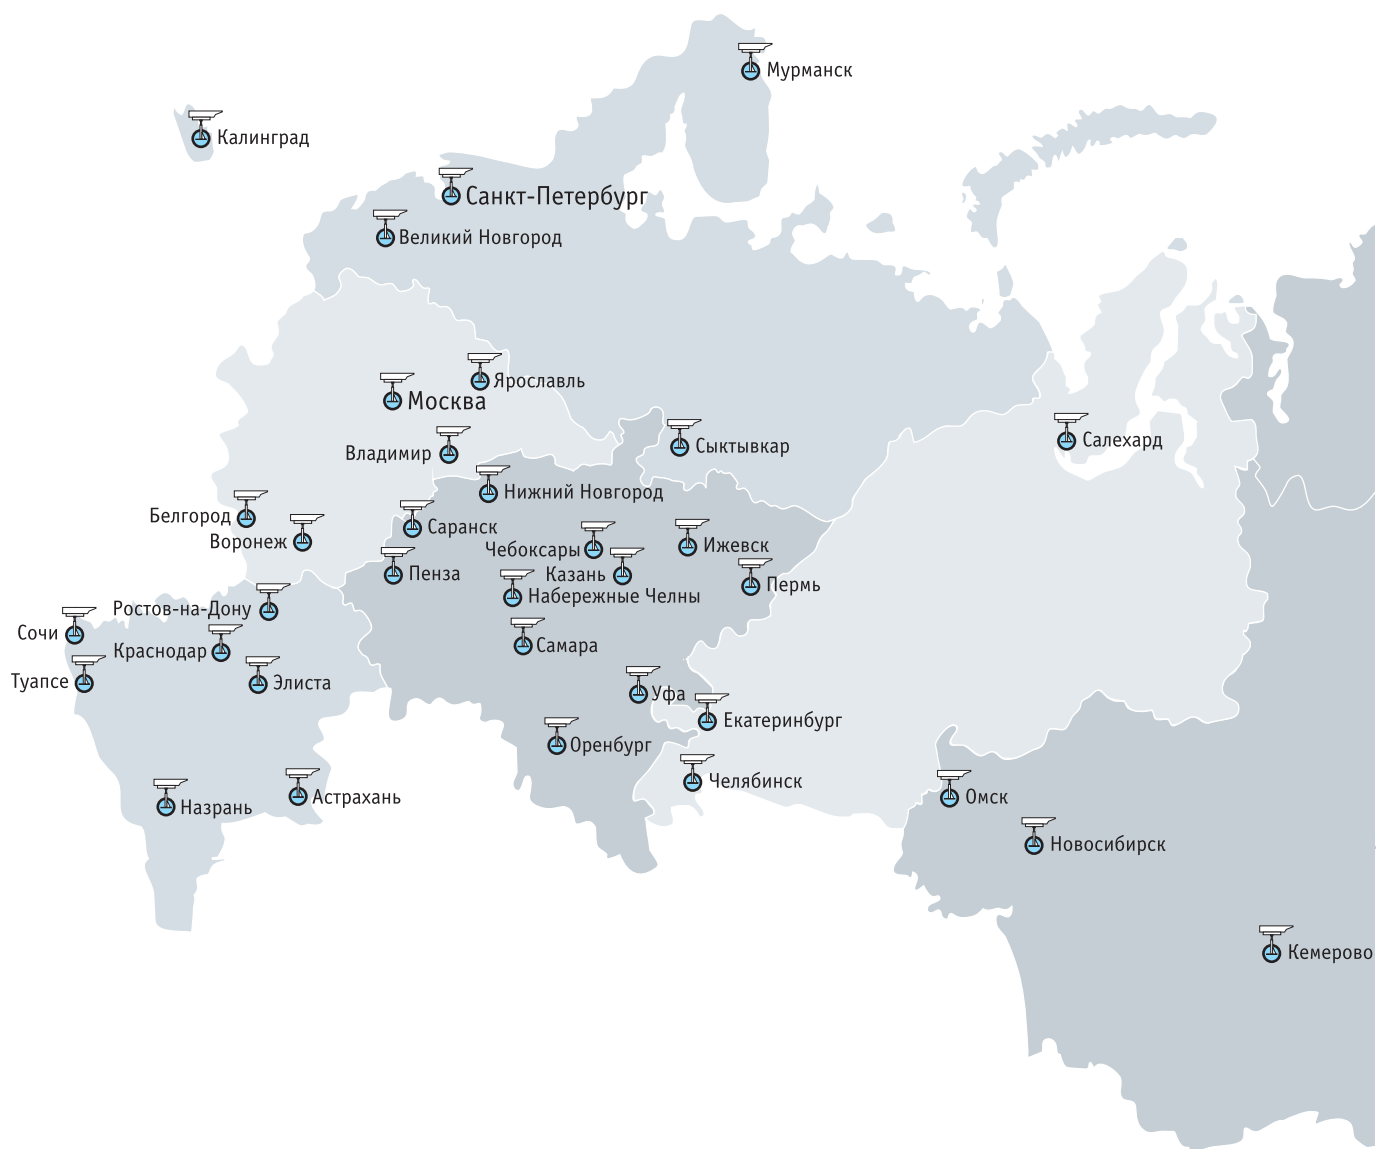 Мурманск
Калинград
Санкт-Петербург
Великий Новгород
Ярославль
Москва
Салехард
Сыктывкар
Владимир
Нижний Новгород
Белгород
Саранск
Воронеж
Чебоксары
Ижевск
Пенза
Казань
Пермь
Набережные Челны
Ростов-на-Дону
Сочи
Самара
Краснодар
Туапсе
Элиста
Уфа
Екатеринбург
Оренбург
Челябинск
Астрахань
Омск
Назрань
Новосибирск
Кемерово